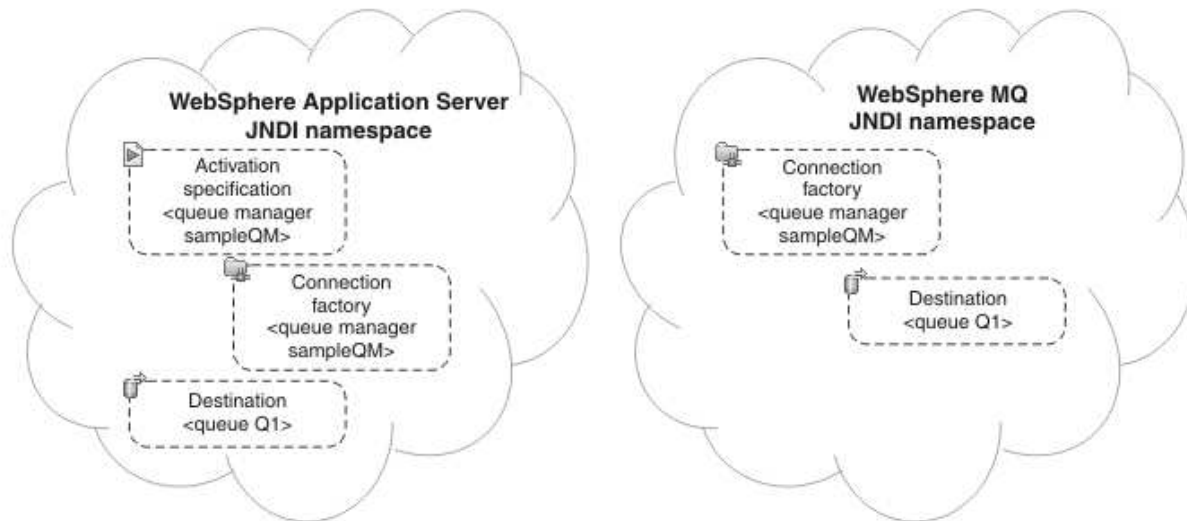 WebSphere Application Server
JNDI namespace
Activation
specification
<queue manager
sampleQM>
Connection
factory
<queue manager
sampleQM>
Destination
<queue Q1>
WebSphere MQ
JNDI namespace
Connection
factory
<queue manager
sampleQM>
Destination
<queue Q1>